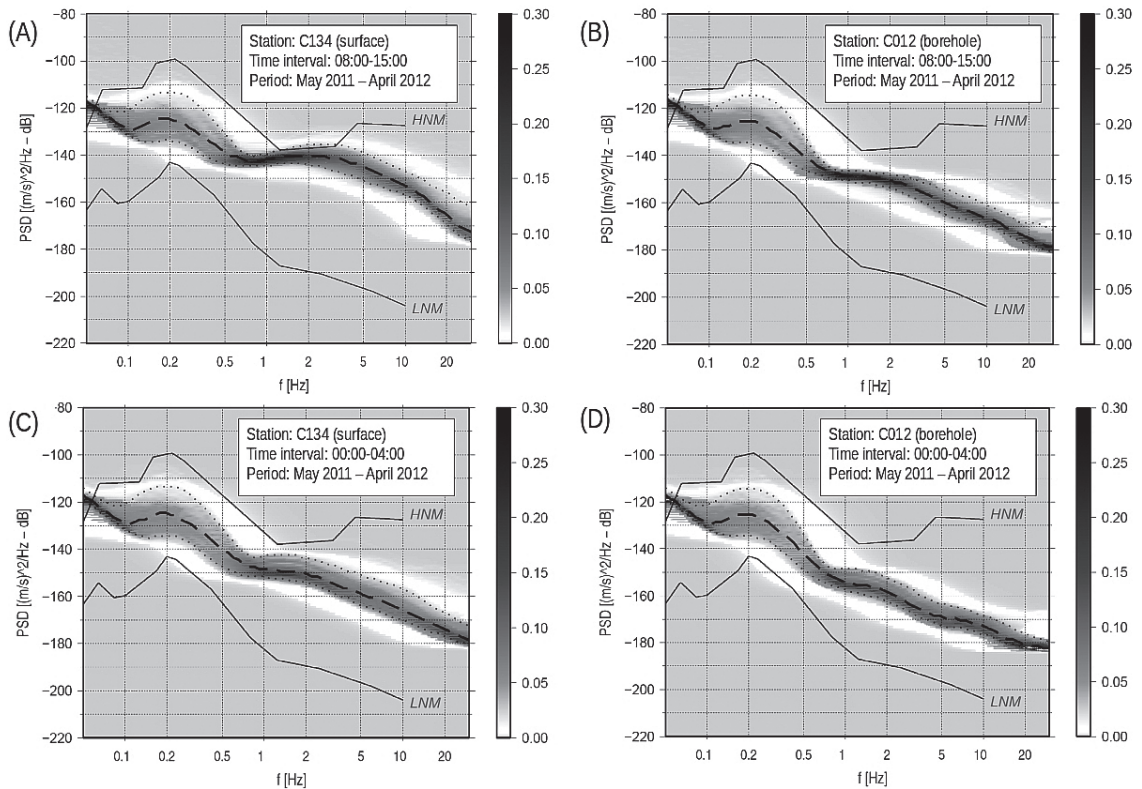 (A)
PSD [(m/s)^2/Hz – dB]
−80
−100
−120
−140
−160
−180
−200
−220
Station: C134 (surface)
Time interval: 08:00-15:00
Period: May 2011 – April 2012
HNM
LNM
0.1 0.2 0.5 1 2 5 10 20
f [Hz]
0.30
0.25
0.20
0.15
0.10
0.05
0.00
(B)
PSD [(m/s)^2/Hz – dB]
−80
−100
−120
−140
−160
−180
−200
−220
Station: C012 (borehole)
Time interval: 08:00-15:00
Period: May 2011 – April 2012
HNM
LNM
0.1 0.2 0.5 1 2 5 10 20
f [Hz]
0.30
0.25
0.20
0.15
0.10
0.05
0.00
(C)
PSD [(m/s)^2/Hz – dB]
−80
−100
−120
−140
−160
−180
−200
−220
Station: C134 (surface)
Time interval: 00:00-04:00
Period: May 2011 – April 2012
HNM
LNM
0.1 0.2 0.5 1 2 5 10 20
f [Hz]
0.30
0.25
0.20
0.15
0.10
0.05
0.00
(D)
PSD [(m/s)^2/Hz – dB]
−80
−100
−120
−140
−160
−180
−200
−220
Station: C012 (borehole)
Time interval: 00:00-04:00
Period: May 2011 – April 2012
HNM
LNM
0.1 0.2 0.5 1 2 5 10 20
f [Hz]
0.30
0.25
0.20
0.15
0.10
0.05
0.00